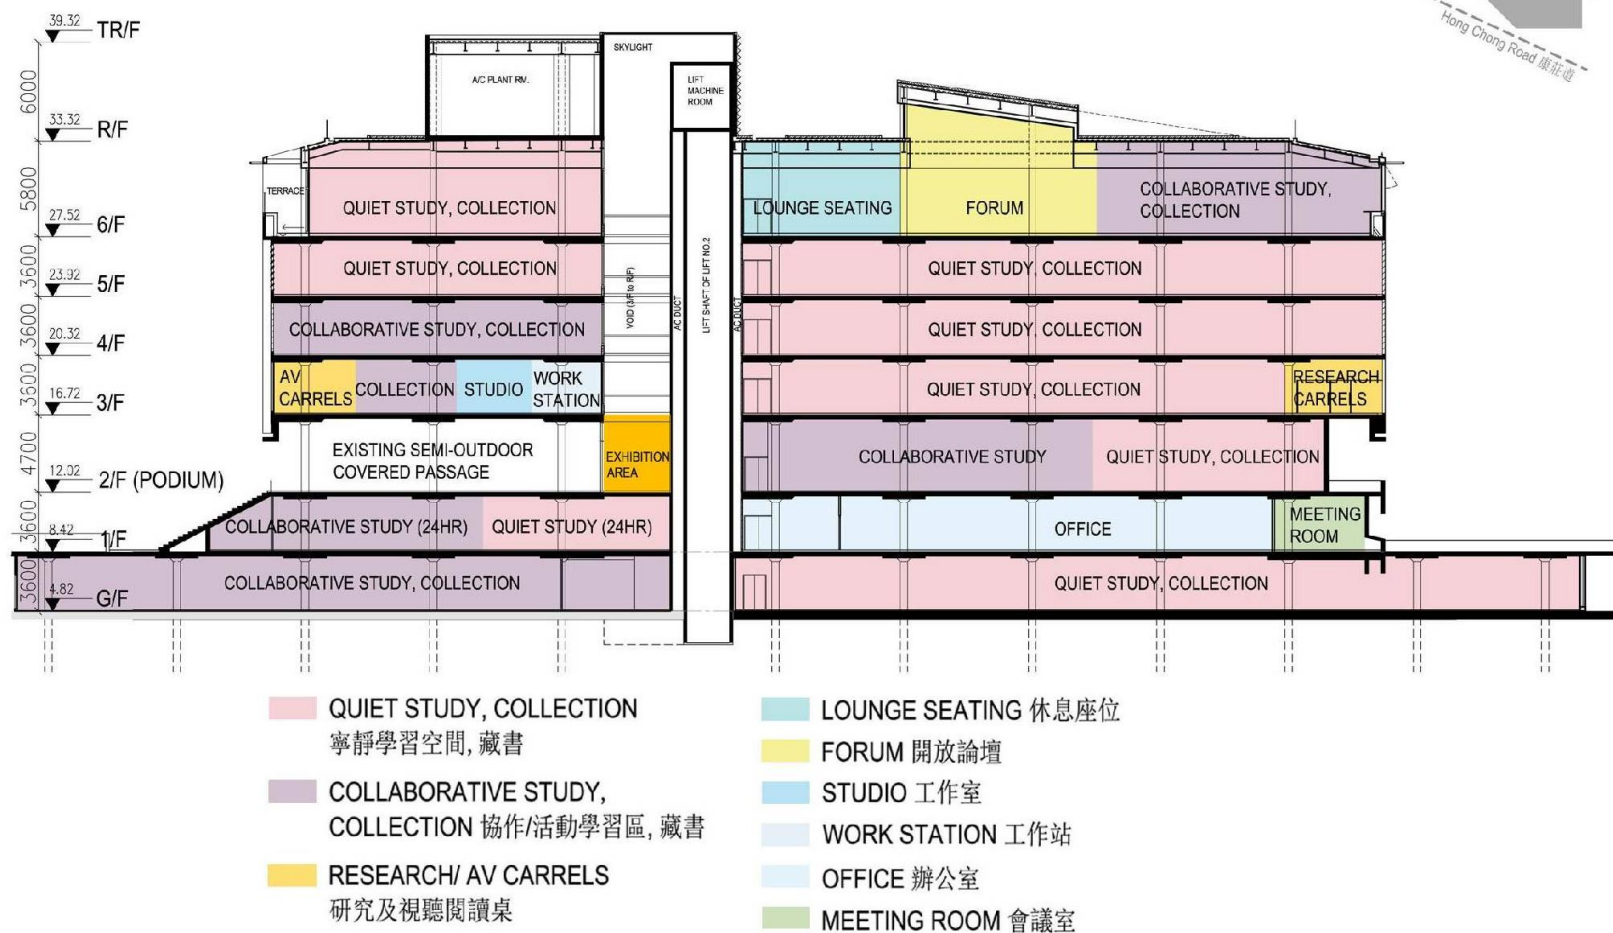 Hong Chong Road 康莊道
39.32 TR/F
6000
SKYLIGHT
A/C PLANT RM.
LIFT
MACHINE
ROOM
33.32 R/F
5800
TERRACE
QUIET STUDY, COLLECTION
LOUNGE SEATING
FORUM
COLLABORATIVE STUDY,
COLLECTION
27.52 6/F
3600
QUIET STUDY, COLLECTION
QUIET STUDY, COLLECTION
23.92 5/F
VOID (3/F to R/F)
AC DUCT
LIFT SHAFT OF LIFT NO.2
AC DUCT
3600
COLLABORATIVE STUDY, COLLECTION
QUIET STUDY, COLLECTION
20.32 4/F
3600
AV
CARRELS
COLLECTION
STUDIO
WORK
STATION
QUIET STUDY, COLLECTION
RESEARCH
CARRELS
16.72 3/F
4700
EXISTING SEMI-OUTDOOR
COVERED PASSAGE
EXHIBITION
AREA
COLLABORATIVE STUDY
QUIET STUDY, COLLECTION
12.02 2/F (PODIUM)
3600
COLLABORATIVE STUDY (24HR)
QUIET STUDY (24HR)
OFFICE
MEETING
ROOM
8.42 1/F
3600
COLLABORATIVE STUDY, COLLECTION
QUIET STUDY, COLLECTION
4.82 G/F
QUIET STUDY, COLLECTION
寧靜學習空間, 藏書
COLLABORATIVE STUDY,
COLLECTION 協作/活動學習區, 藏書
RESEARCH/ AV CARRELS
研究及視聽閱讀桌
LOUNGE SEATING 休息座位
FORUM 開放論壇
STUDIO 工作室
WORK STATION 工作站
OFFICE 辦公室
MEETING ROOM 會議室